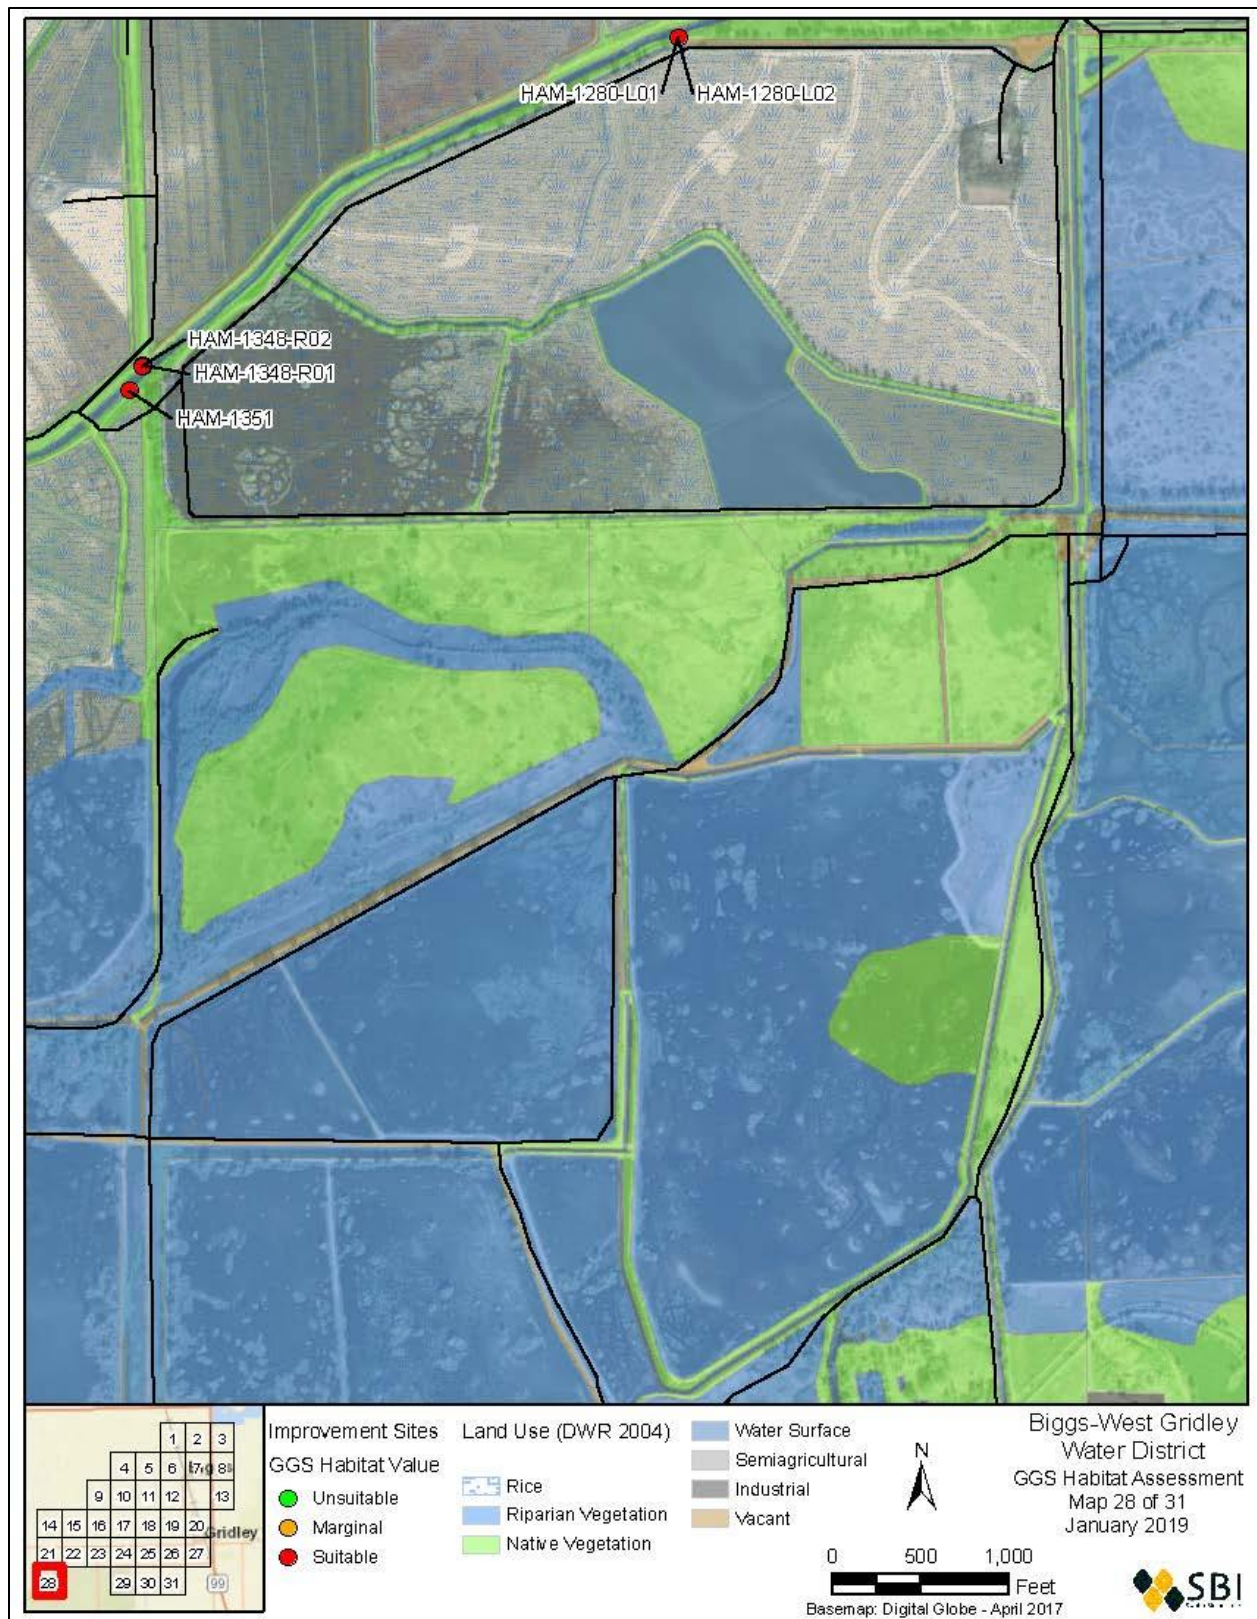 HAM-1280-L01 HAM-1280-L02
HAM-1348-R02
HAM-1348-R01
HAM-1351
1 2 3
4 5 6 7 8
9 10 11 12 13
14 15 16 17 18 19 20
Gridley
21 22 23 24 25 26 27
28 29 30 31 99
Improvement Sites
GGS Habitat Value
Unsuitable
Marginal
Suitable
Land Use (DWR 2004)
Rice
Riparian Vegetation
Native Vegetation
Water Surface
Semiagricultural
Industrial
Vacant
N
0 500 1,000
Feet
Basemap: Digital Globe - April 2017
Biggs-West Gridley
Water District
GGS Habitat Assessment
Map 28 of 31
January 2019
SBI